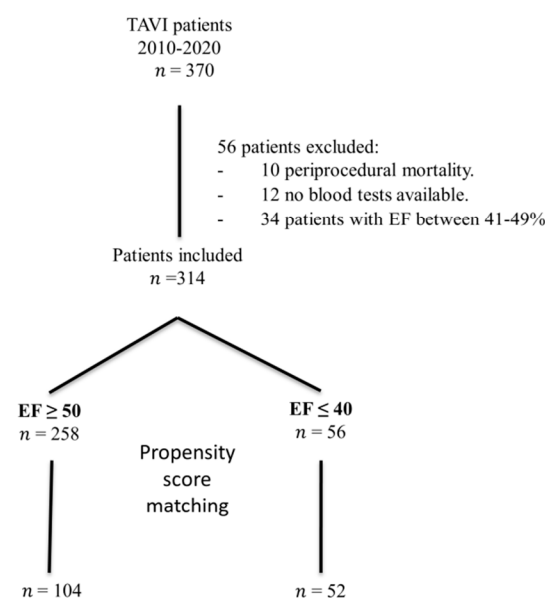 TAVI patients
2010-2020
n = 370
56 patients excluded:
- 10 periprocedural mortality.
- 12 no blood tests available.
- 34 patients with EF between 41-49%
Patients included
n =314
EF ≥ 50
n = 258
EF ≤ 40
n = 56
Propensity
score
matching
n = 104
n = 52